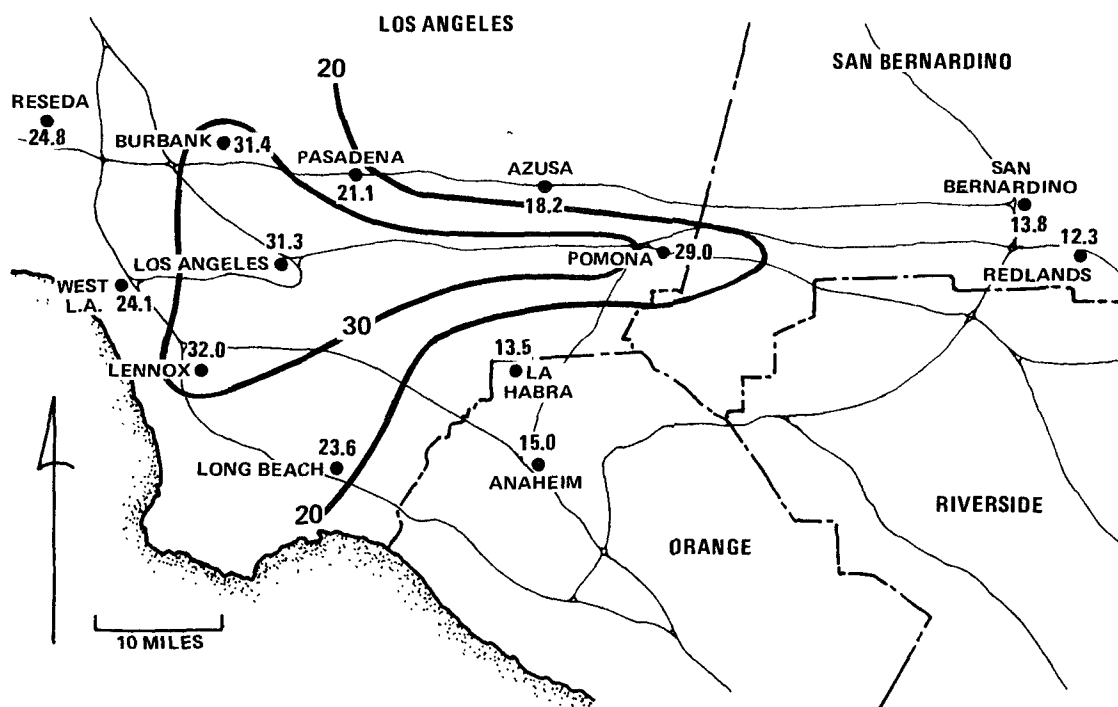 LOS ANGELES
SAN BERNARDINO
20
RESEDA
24.8
BURBANK
31.4
PASADENA
21.1
AZUSA
18.2
SAN
BERNARDINO
13.8
12.3
REDLANDS
31.3
LOS ANGELES
POMONA
29.0
WEST
L.A.
24.1
30
32.0
LENNOX
13.5
LA
HABRA
23.6
LONG BEACH
15.0
ANAHEIM
20
RIVERSIDE
ORANGE
10 MILES